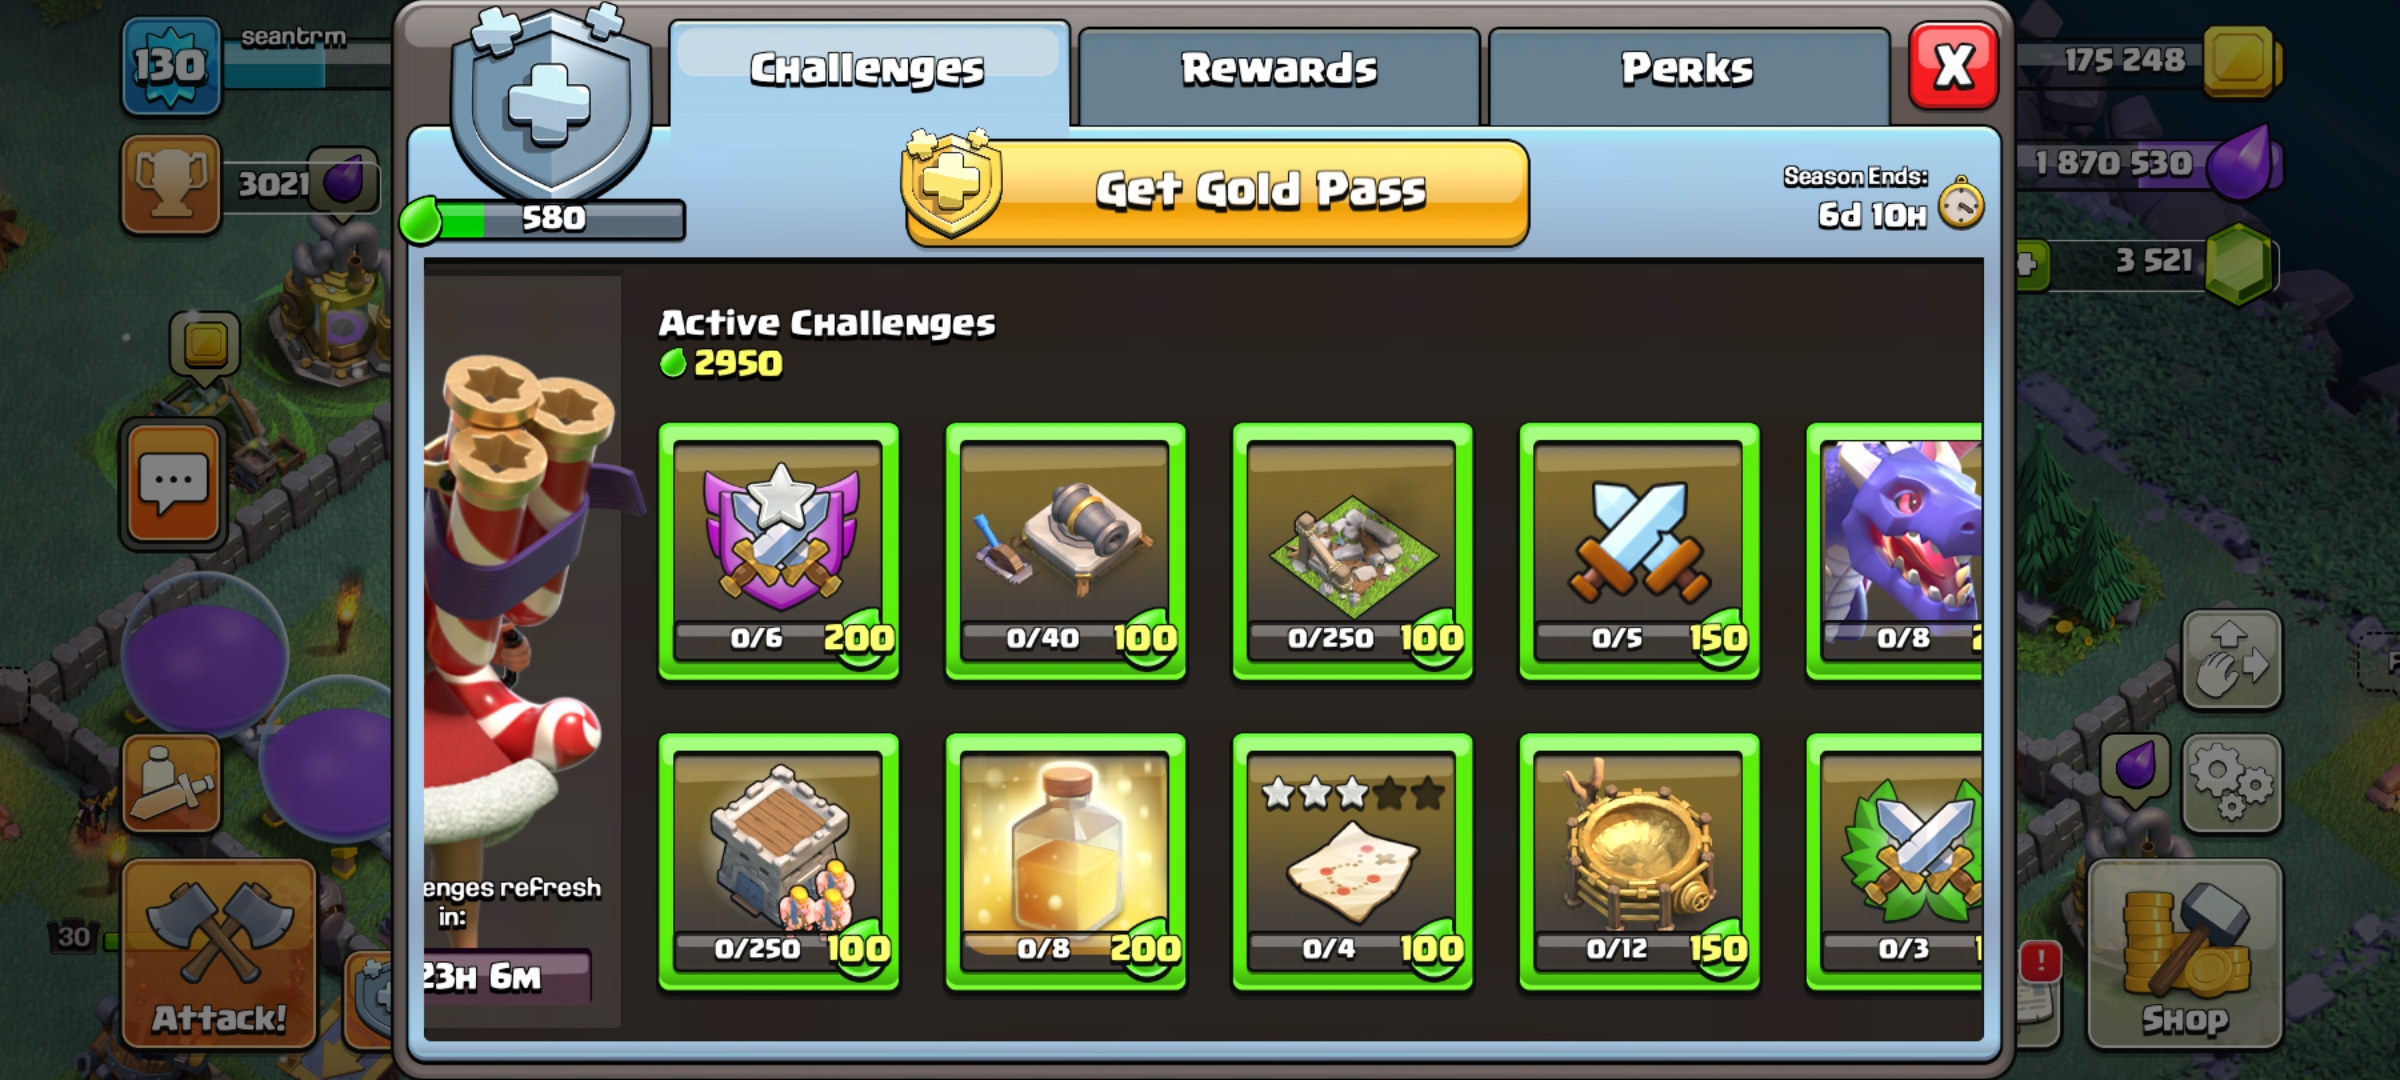 130
seantrm
3021
580
Challenges
Rewards
Perks
X
Get Gold Pass
Season Ends:
6d 10H
175 248
1 870 530
3 521
Active Challenges
2950
0/6 200
0/40 100
0/250 100
0/5 150
0/8
0/250 100
0/8 200
0/4 100
0/12 150
0/3
enges refresh
in:
23H 6M
30
Attack!
!
Shop